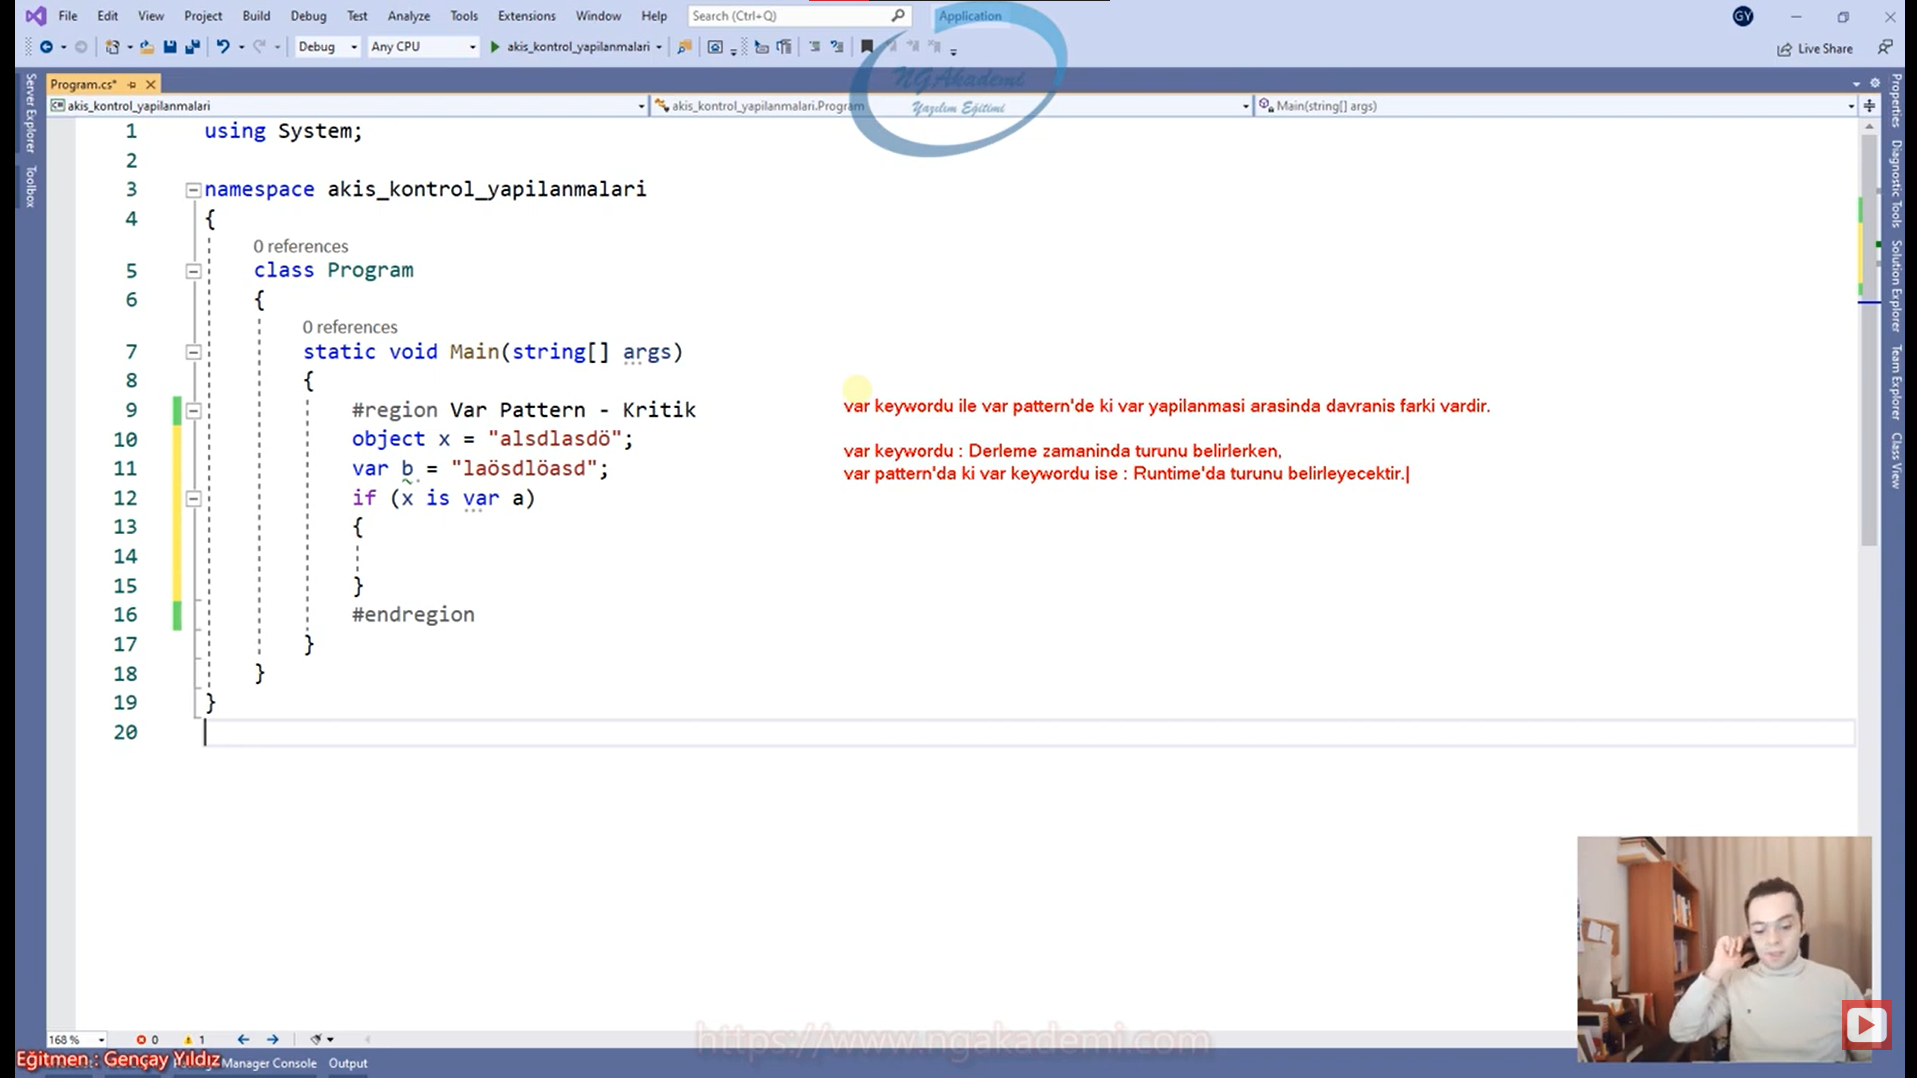 File Edit View Project Build Debug Test Analyze Tools Extensions Window Help Search (Ctrl+Q) Application GY
Debug Any CPU akis_kontrol_yapilanmalari Live Share
NGAkademi
Yazılım Eğitimi
Server Explorer
Toolbox
Program.cs*
akis_kontrol_yapilanmalari akis_kontrol_yapilanmalari.Program Main(string[] args)
1 using System;
2
3 namespace akis_kontrol_yapilanmalari
4 {
0 references
5 class Program
6 {
0 references
7 static void Main(string[] args)
8 {
9 #region Var Pattern - Kritik
10 object x = "alsdlasdö";
11 var b = "laösdlöasd";
12 if (x is var a)
13 {
14
15 }
16 #endregion
17 }
18 }
19 }
20
var keywordu ile var pattern'de ki var yapilanmasi arasinda davranis farki vardir.
var keywordu : Derleme zamaninda turunu belirlerken,
var pattern'da ki var keywordu ise : Runtime'da turunu belirleyecektir.
Properties
Diagnostic Tools
Solution Explorer
Team Explorer
Class View
168 % 0 1
https://www.ngakademi.com
Eğitmen : Gençay Yıldız Manager Console Output